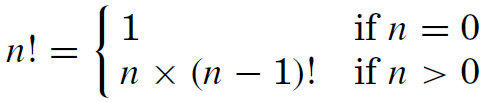 n! = { 1 if n = 0
n × (n − 1)! if n > 0